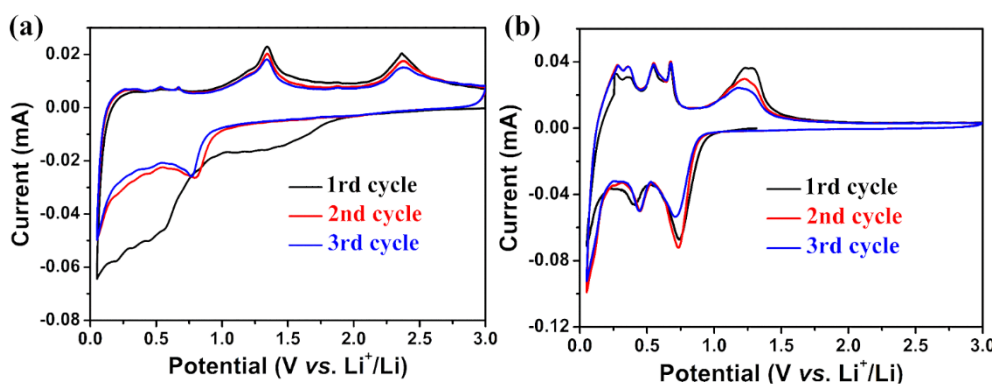 (a)
0.02
0.00
-0.02
-0.04
-0.06
-0.08
Current (mA)
1rd cycle
2nd cycle
3rd cycle
0.0 0.5 1.0 1.5 2.0 2.5 3.0
Potential (V vs. Li⁺/Li)
(b)
0.04
0.00
-0.04
-0.08
-0.12
Current (mA)
1rd cycle
2nd cycle
3rd cycle
0.0 0.5 1.0 1.5 2.0 2.5 3.0
Potential (V vs. Li⁺/Li)